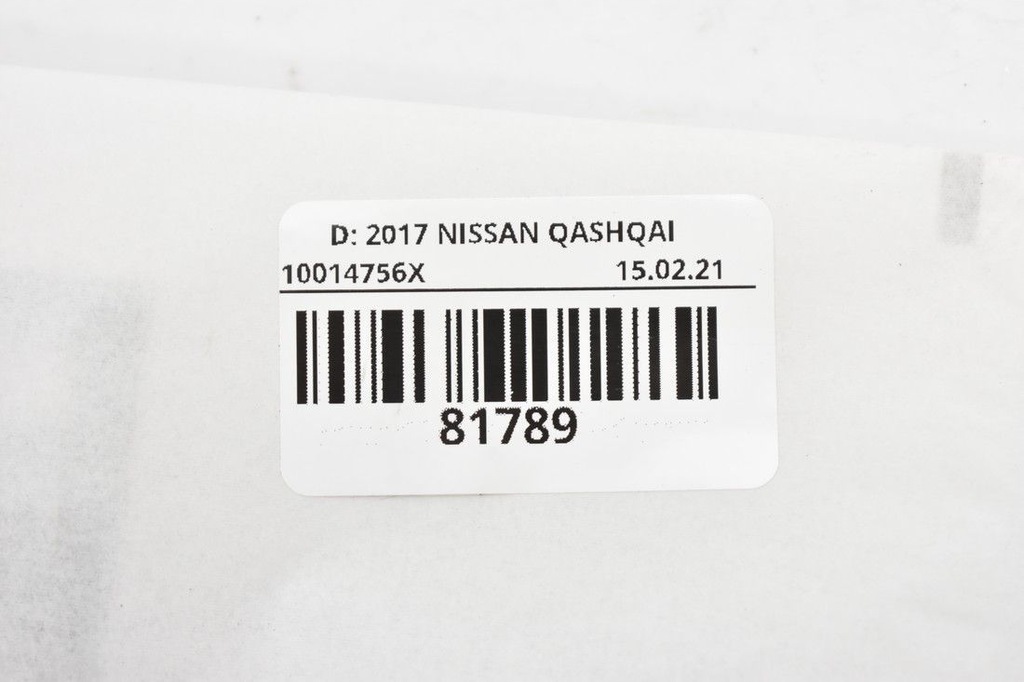 D: 2017 NISSAN QASHQAI
10014756X 15.02.21
81789